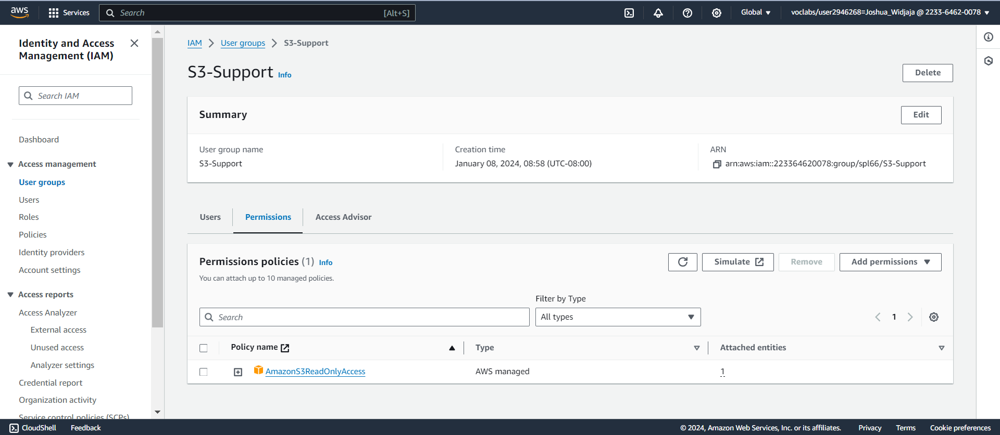 aws
Services
Search
[Alt+S]
Global
voclabs/user2946268=Joshua_Widjaja @ 2233-6462-0078
Identity and Access
Management (IAM)
Search IAM
Dashboard
Access management
User groups
Users
Roles
Policies
Identity providers
Account settings
Access reports
Access Analyzer
External access
Unused access
Analyzer settings
Credential report
Organization activity
Service control policies (SCPs)
IAM
User groups
S3-Support
S3-Support Info
Delete
Summary
Edit
User group name
S3-Support
Creation time
January 08, 2024, 08:58 (UTC-08:00)
ARN
arn:aws:iam::223364620078:group/spl66/S3-Support
Users
Permissions
Access Advisor
Permissions policies (1) Info
You can attach up to 10 managed policies.
Simulate
Remove
Add permissions
Filter by Type
Search
All types
1
Policy name
Type
Attached entities
AmazonS3ReadOnlyAccess
AWS managed
1
CloudShell
Feedback
© 2024, Amazon Web Services, Inc. or its affiliates.
Privacy
Terms
Cookie preferences